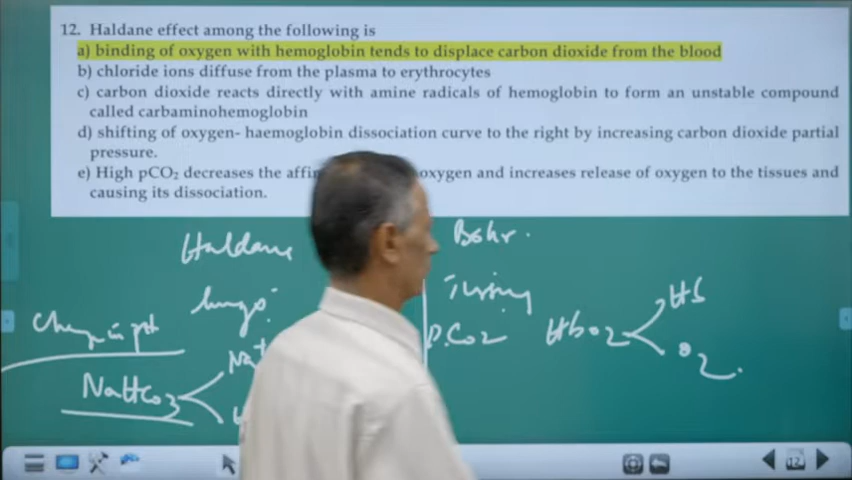 12. Haldane effect among the following is
a) binding of oxygen with hemoglobin tends to displace carbon dioxide from the blood
b) chloride ions diffuse from the plasma to erythrocytes
c) carbon dioxide reacts directly with amine radicals of hemoglobin to form an unstable compound
called carbaminohemoglobin
d) shifting of oxygen- haemoglobin dissociation curve to the right by increasing carbon dioxide partial
pressure.
e) High pCO₂ decreases the oxygen and increases release of oxygen to the tissues and
causing its dissociation.
Haldane
Bohr.
lungs:
NaHCO3
Na+
P.CO2
HbO2
Hb
O2.
12